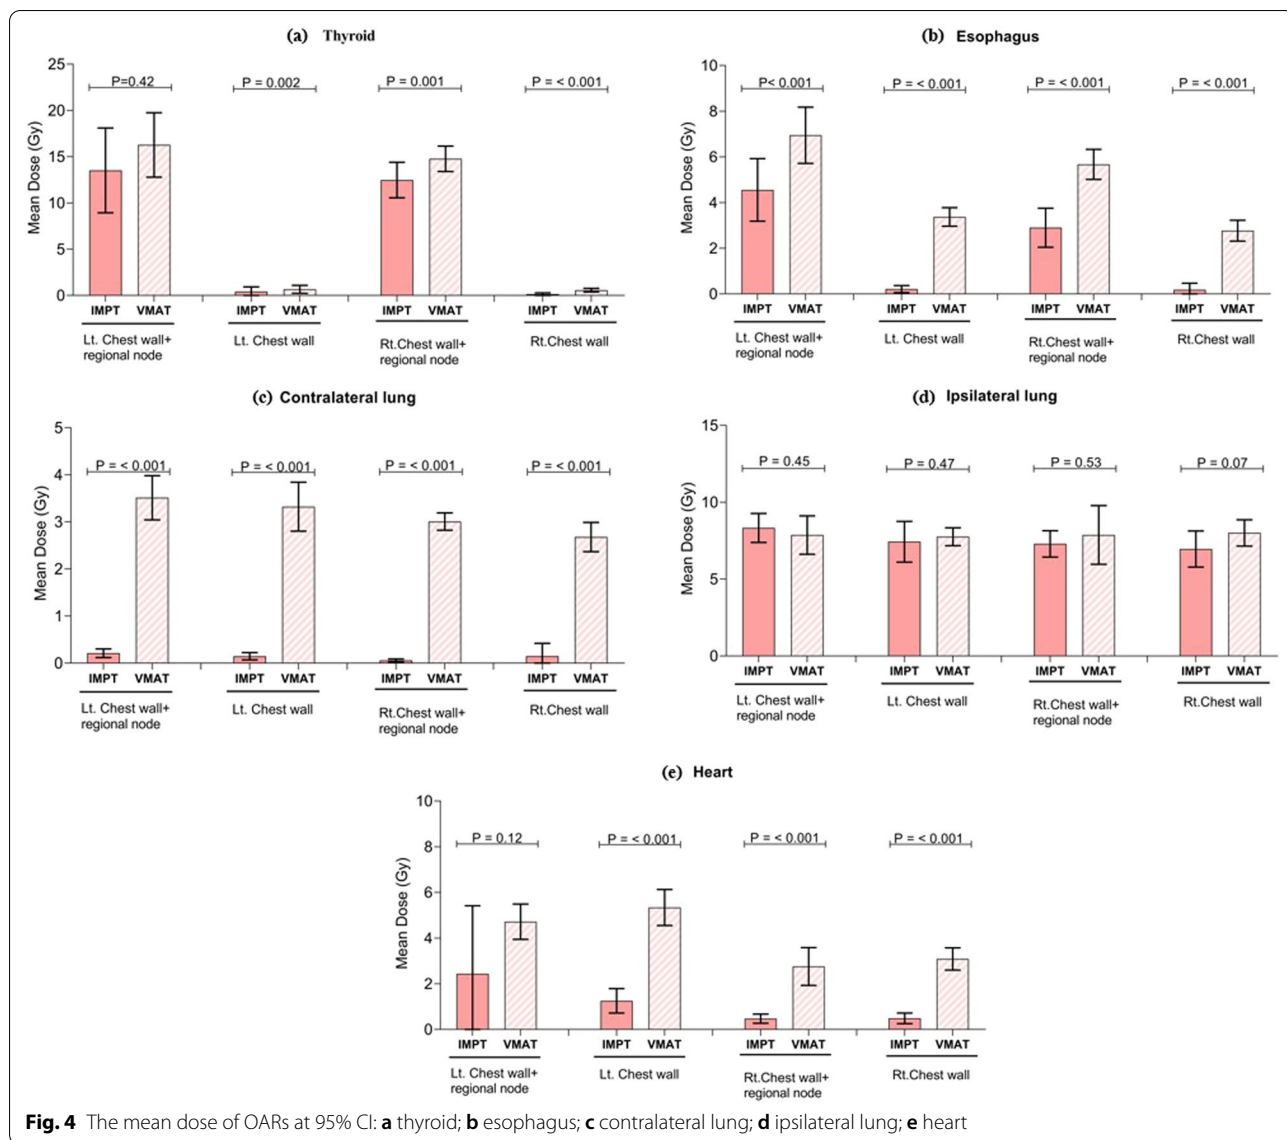 (a) Thyroid
Mean Dose (Gy)
25
20
15
10
5
0
P=0.42
P = 0.002
P = 0.001
P = < 0.001
IMPT VMAT IMPT VMAT IMPT VMAT IMPT VMAT
Lt. Chest wall+
regional node
Lt. Chest wall
Rt.Chest wall+
regional node
Rt.Chest wall
(b) Esophagus
Mean Dose (Gy)
10
8
6
4
2
0
P< 0.001
P = < 0.001
P = < 0.001
P = < 0.001
IMPT VMAT IMPT VMAT IMPT VMAT IMPT VMAT
Lt. Chest wall+
regional node
Lt. Chest wall
Rt.Chest wall+
regional node
Rt.Chest wall
(c) Contralateral lung
Mean Dose (Gy)
5
4
3
2
1
0
P = < 0.001
P = < 0.001
P = < 0.001
P = < 0.001
IMPT VMAT IMPT VMAT IMPT VMAT IMPT VMAT
Lt. Chest wall+
regional node
Lt. Chest wall
Rt.Chest wall+
regional node
Rt.Chest wall
(d) Ipsilateral lung
Mean Dose (Gy)
15
10
5
0
P = 0.45
P = 0.47
P = 0.53
P = 0.07
IMPT VMAT IMPT VMAT IMPT VMAT IMPT VMAT
Lt. Chest wall+
regional node
Lt. Chest wall
Rt.Chest wall+
regional node
Rt.Chest wall
(e) Heart
Mean Dose (Gy)
10
8
6
4
2
0
P = 0.12
P = < 0.001
P = < 0.001
P = < 0.001
IMPT VMAT IMPT VMAT IMPT VMAT IMPT VMAT
Lt. Chest wall+
regional node
Lt. Chest wall
Rt.Chest wall+
regional node
Rt.Chest wall
Fig. 4 The mean dose of OARs at 95% CI: a thyroid; b esophagus; c contralateral lung; d ipsilateral lung; e heart